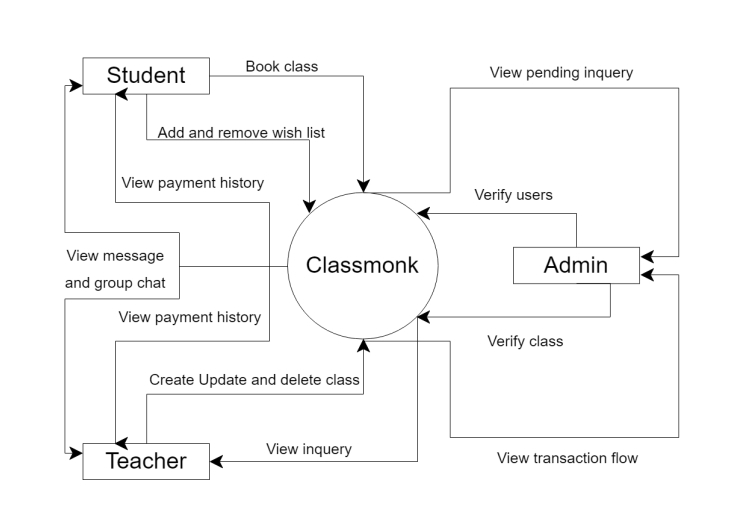 Book class
Student
View pending inquery
Add and remove wish list
View payment history
Verify users
View message
and group chat
Classmonk
Admin
View payment history
Verify class
Create Update and delete class
View inquery
Teacher
View transaction flow